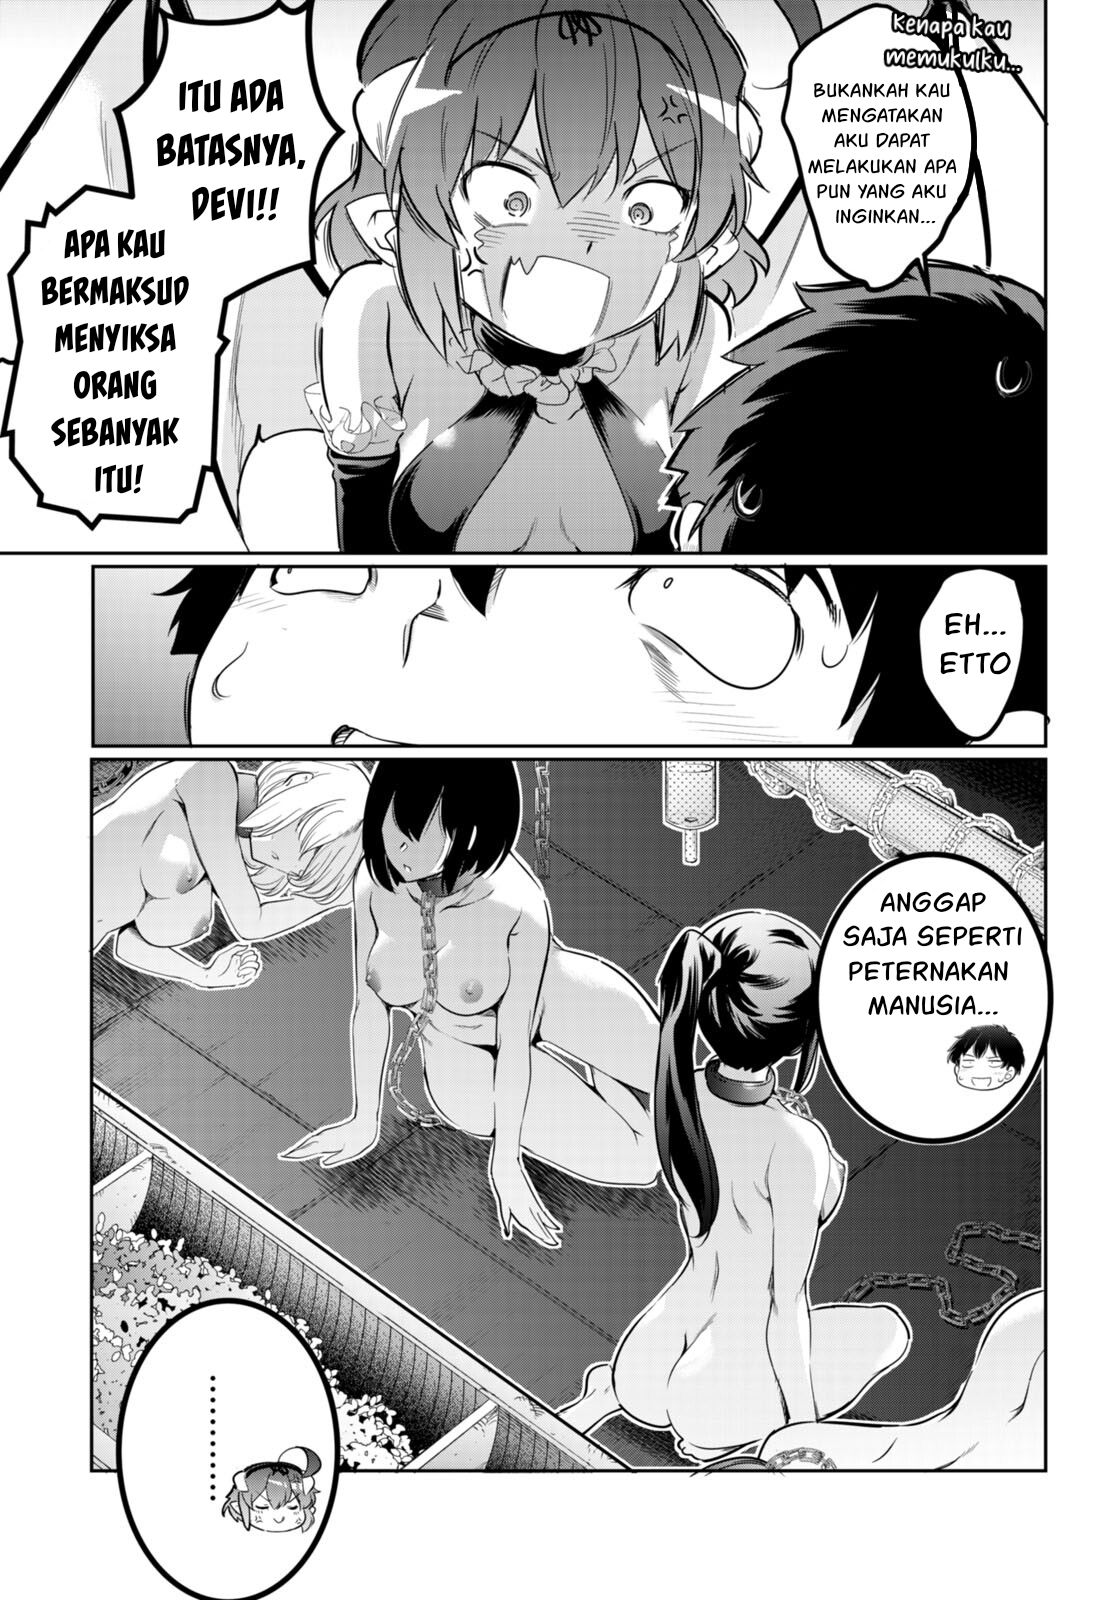 Kenapa kau
memukulku...
BUKANKAH KAU
MENGATAKAN
AKU DAPAT
MELAKUKAN APA
PUN YANG AKU
INGINKAN...
ITU ADA
BATASNYA,
DEVI!!
APA KAU
BERMAKSUD
MENYIKSA
ORANG
SEBANYAK
ITU!
EH...
ETTO
ANGGAP
SAJA SEPERTI
PETERNAKAN
MANUSIA...
..........